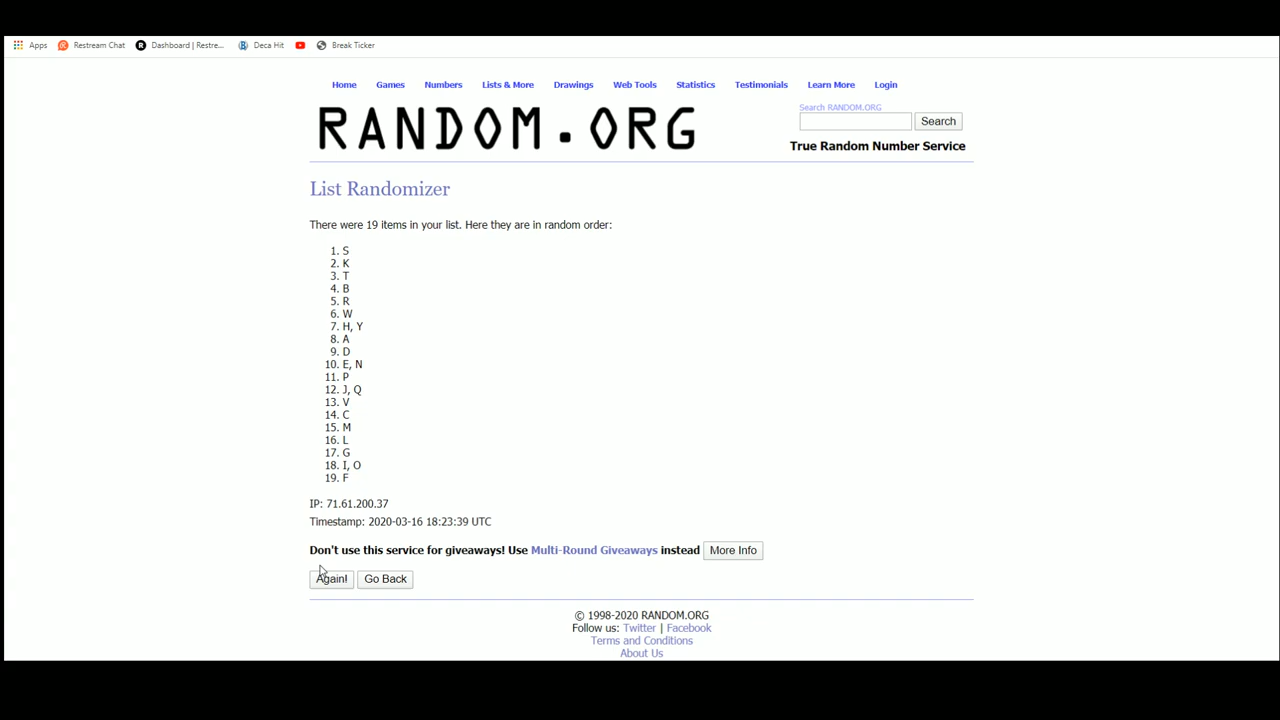 Apps Restream Chat Dashboard | Restre... Deca Hit Break Ticker
Home Games Numbers Lists & More Drawings Web Tools Statistics Testimonials Learn More Login
Search RANDOM.ORG
RANDOM.ORG
Search
True Random Number Service
List Randomizer
There were 19 items in your list. Here they are in random order:
1. S
2. K
3. T
4. B
5. R
6. W
7. H, Y
8. A
9. D
10. E, N
11. P
12. J, Q
13. V
14. C
15. M
16. L
17. G
18. I, O
19. F
IP: 71.61.200.37
Timestamp: 2020-03-16 18:23:39 UTC
Don't use this service for giveaways! Use Multi-Round Giveaways instead More Info
Again! Go Back
© 1998-2020 RANDOM.ORG
Follow us: Twitter | Facebook
Terms and Conditions
About Us